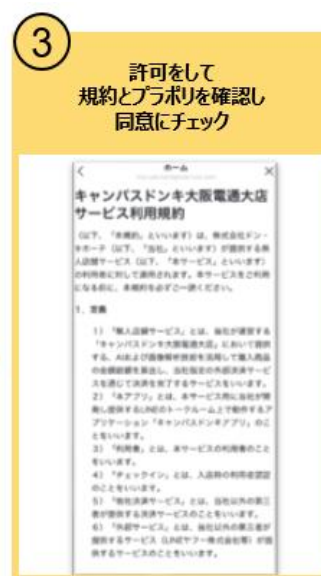 3
許可をして
規約とプラポリを確認し
同意にチェック
ホーム
キャンパスドンキ大阪電通大店
サービス利用規約
(以下、「本規約」といいます)は、株式会社ドン・
キホーテ(以下、「当社」といいます)が提供する無
人店舗サービス(以下、「本サービス」といいます)
の利用者に対して適用されます。本サービスをご利用
になる前に、本規約を必ずご一読ください。
1. 定義
1)「無人店舗サービス」とは、当社が運営する
「キャンパスドンキ大阪電通大店」において提供
する、AIおよび画像解析技術を活用して購入商品
の金額総額を算出し、当社指定の外部決済サービ
スを通じて決済を完了するサービスをいいます。
2)「本アプリ」とは、本サービス用に当社が開
発し提供するLINEのトークルーム上で動作するア
プリケーション「キャンパスドンキアプリ」のこ
とをいいます。
3)「利用者」とは、本サービスの利用者のこと
をいいます。
4)「チェックイン」とは、入店時の利用者認証
のことをいいます。
5)「他社決済サービス」とは、当社以外の第三
者が提供する決済サービスのことをいいます。
6)「外部サービス」とは、当社以外の第三者が
提供するサービス(LINEヤフー株式会社等)が提
供するサービスのことをいいます。